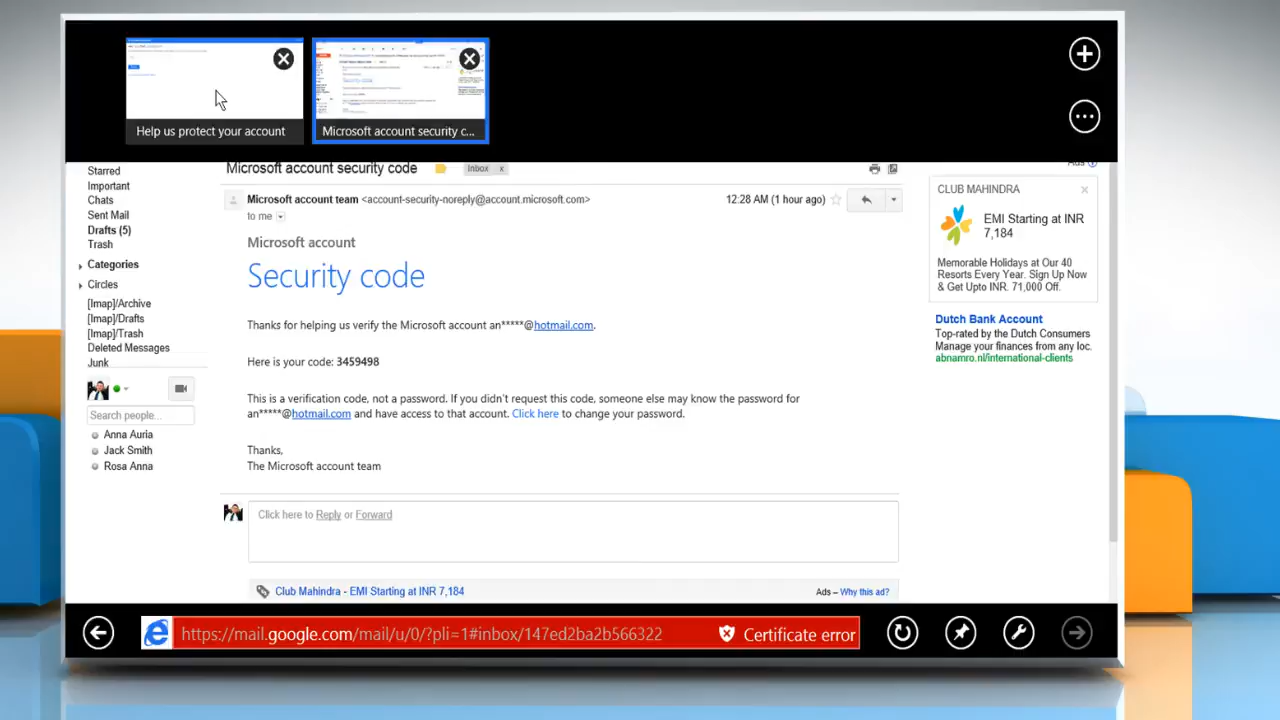 Help us protect your account
Microsoft account security c...
Starred
Important
Chats
Sent Mail
Drafts (5)
Trash
Categories
Circles
[Imap]/Archive
[Imap]/Drafts
[Imap]/Trash
Deleted Messages
Junk
Search people...
Anna Auria
Jack Smith
Rosa Anna
Microsoft account security code
Inbox x
Microsoft account team <account-security-noreply@account.microsoft.com>
12:28 AM (1 hour ago)
to me
Microsoft account
Security code
Thanks for helping us verify the Microsoft account an*****@hotmail.com.
Here is your code: 3459498
This is a verification code, not a password. If you didn't request this code, someone else may know the password for
an*****@hotmail.com and have access to that account. Click here to change your password.
Thanks,
The Microsoft account team
Click here to Reply or Forward
Club Mahindra - EMI Starting at INR 7,184
Ads – Why this ad?
Ads
CLUB MAHINDRA
EMI Starting at INR
7,184
Memorable Holidays at Our 40
Resorts Every Year. Sign Up Now
& Get Upto INR. 71,000 Off.
Dutch Bank Account
Top-rated by the Dutch Consumers
Manage your finances from any loc.
abnamro.nl/international-clients
https://mail.google.com/mail/u/0/?pli=1#inbox/147ed2ba2b566322
Certificate error